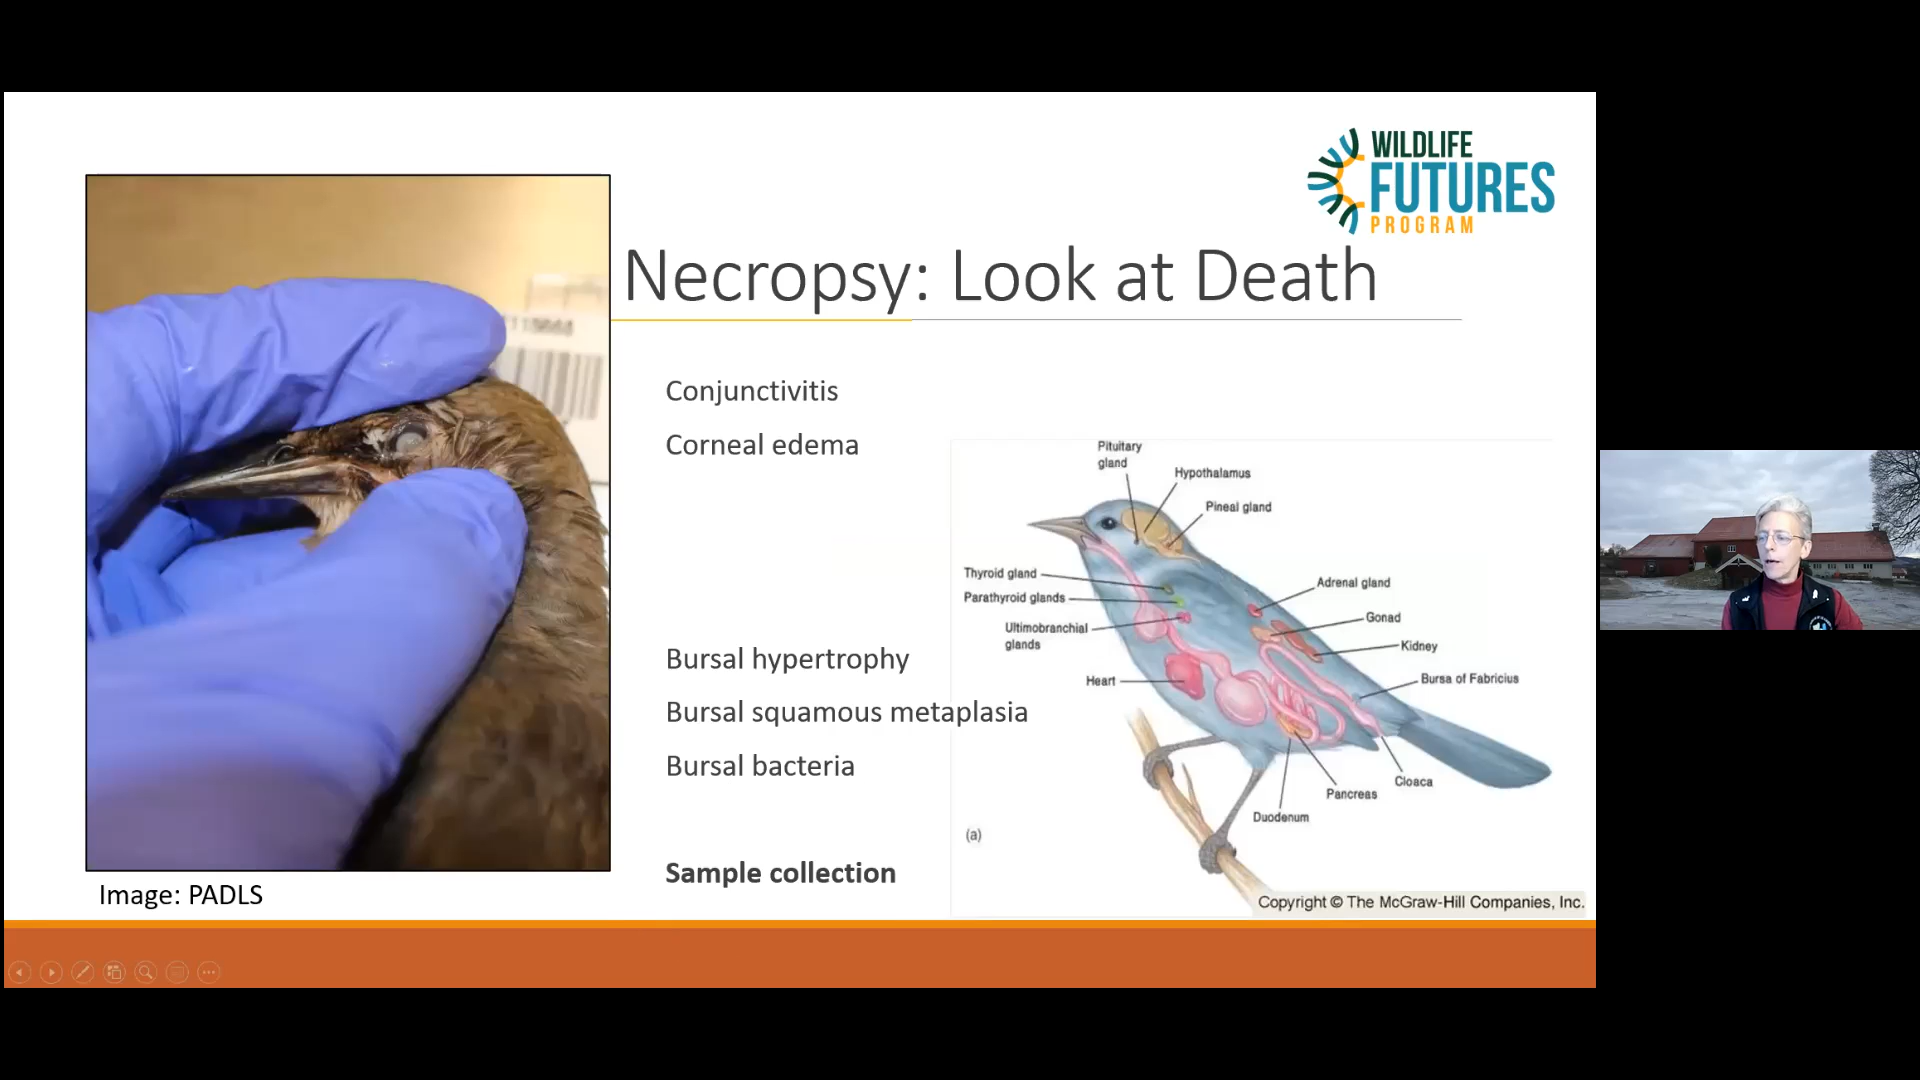 WILDLIFE
FUTURES
PROGRAM
Necropsy: Look at Death
Conjunctivitis
Corneal edema
Bursal hypertrophy
Bursal squamous metaplasia
Bursal bacteria
Sample collection
Pituitary
gland
Hypothalamus
Pineal gland
Thyroid gland
Parathyroid glands
Ultimobranchial
glands
Heart
Adrenal gland
Gonad
Kidney
Bursa of Fabricius
Cloaca
Pancreas
Duodenum
(a)
Copyright © The McGraw-Hill Companies, Inc.
Image: PADLS